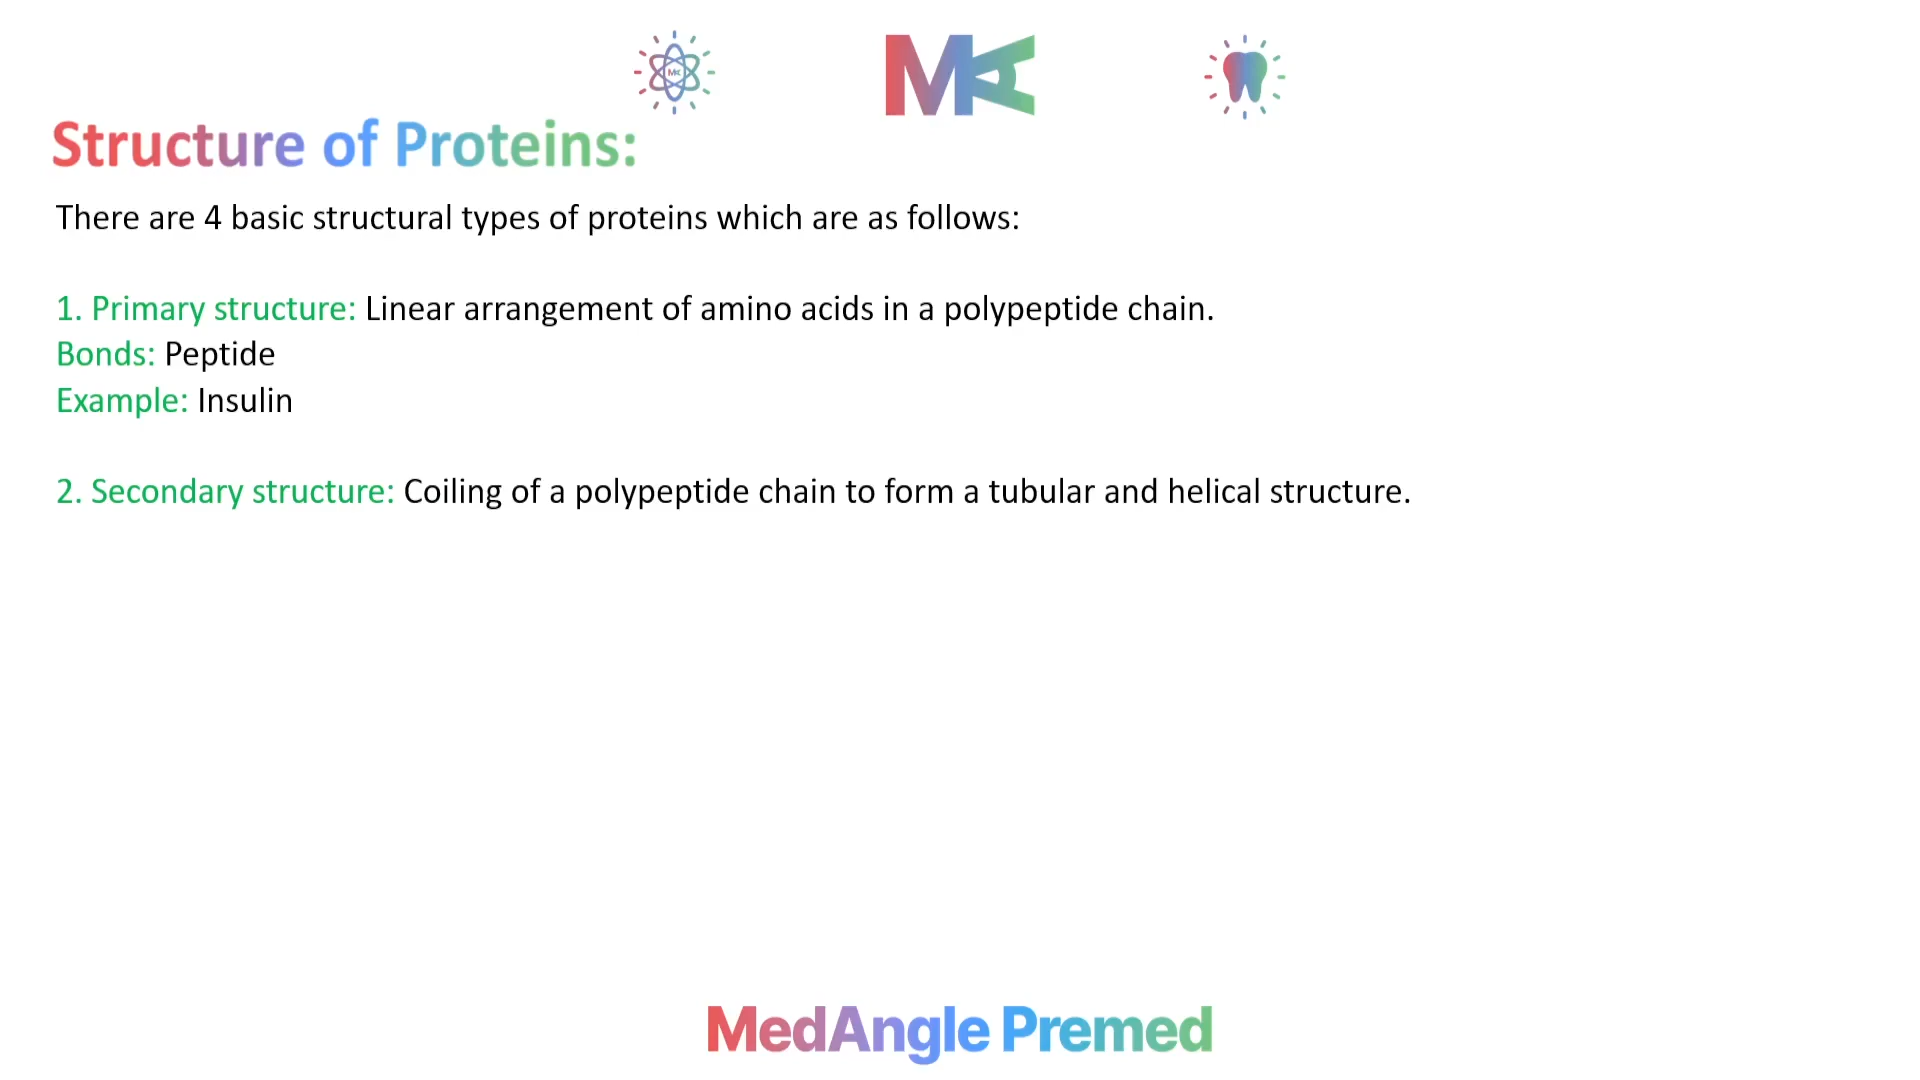 MA
Structure of Proteins:
There are 4 basic structural types of proteins which are as follows:
1. Primary structure: Linear arrangement of amino acids in a polypeptide chain.
Bonds: Peptide
Example: Insulin
2. Secondary structure: Coiling of a polypeptide chain to form a tubular and helical structure.
MedAngle Premed